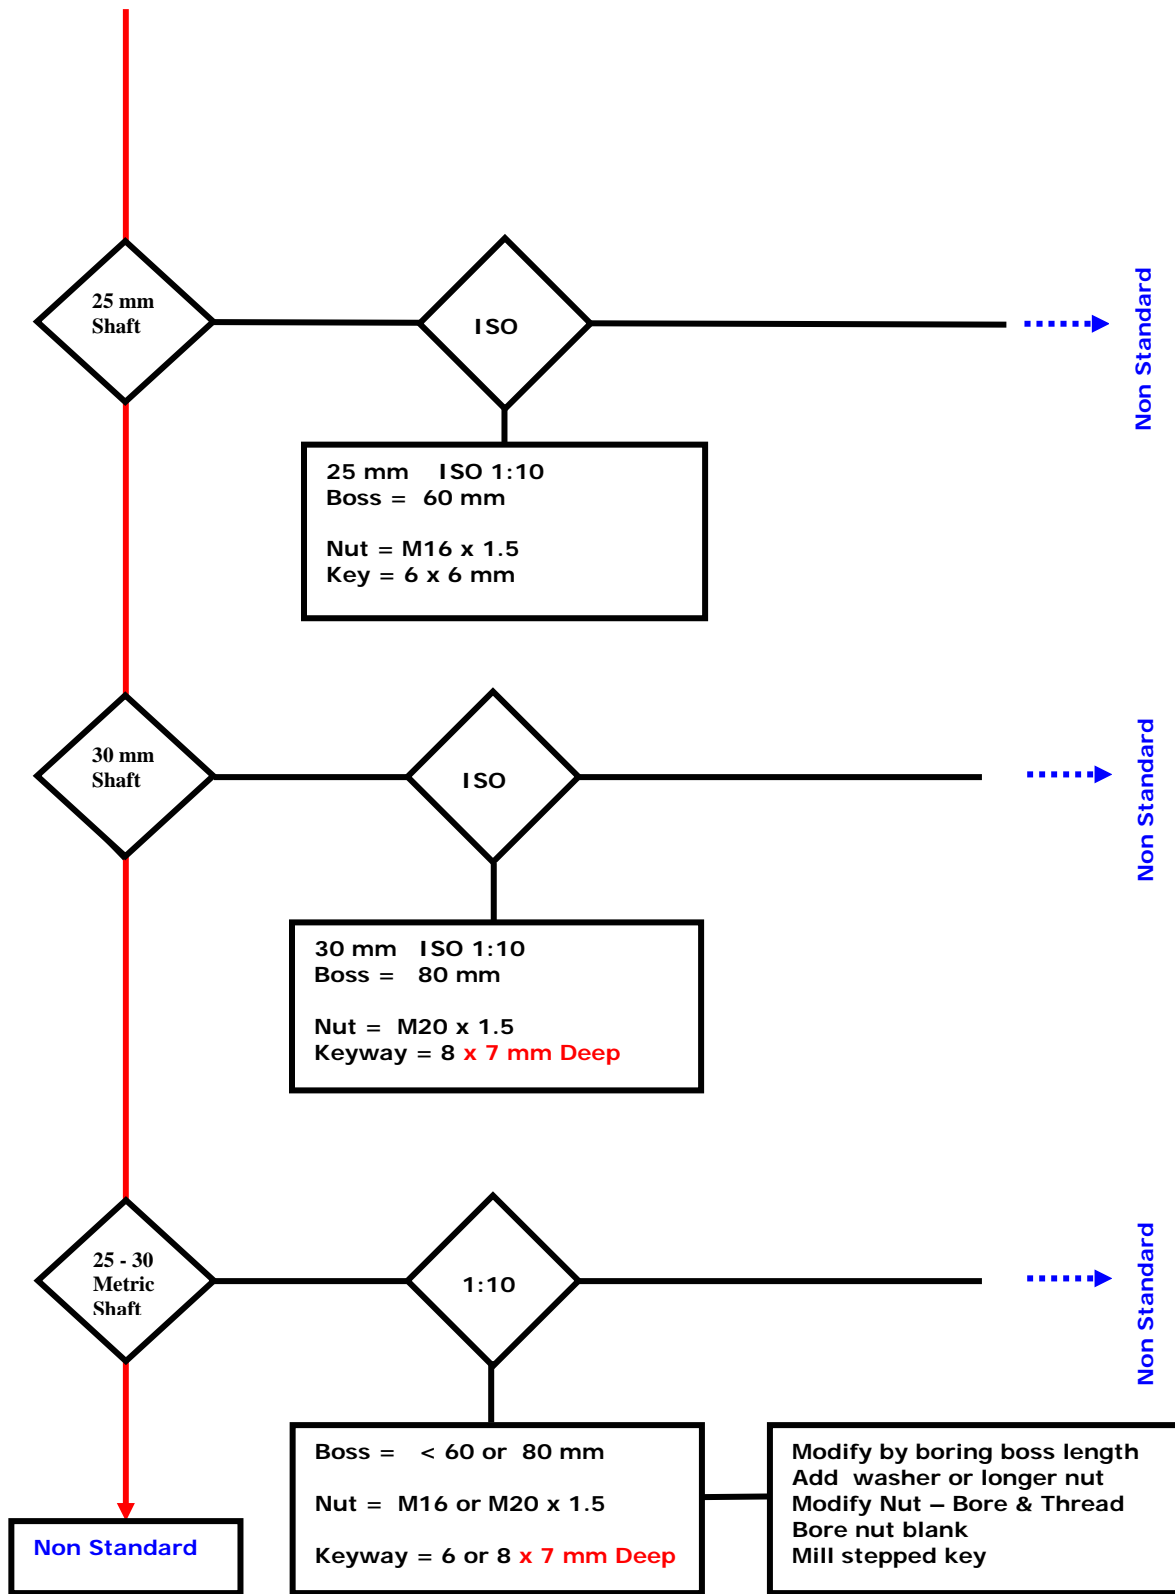 25 mm
Shaft
ISO
Non Standard
25 mm ISO 1:10
Boss = 60 mm
Nut = M16 x 1.5
Key = 6 x 6 mm
30 mm
Shaft
ISO
Non Standard
30 mm ISO 1:10
Boss = 80 mm
Nut = M20 x 1.5
Keyway = 8 x 7 mm Deep
25 - 30
Metric
Shaft
1:10
Non Standard
Boss = < 60 or 80 mm
Nut = M16 or M20 x 1.5
Keyway = 6 or 8 x 7 mm Deep
Modify by boring boss length
Add washer or longer nut
Modify Nut – Bore & Thread
Bore nut blank
Mill stepped key
Non Standard